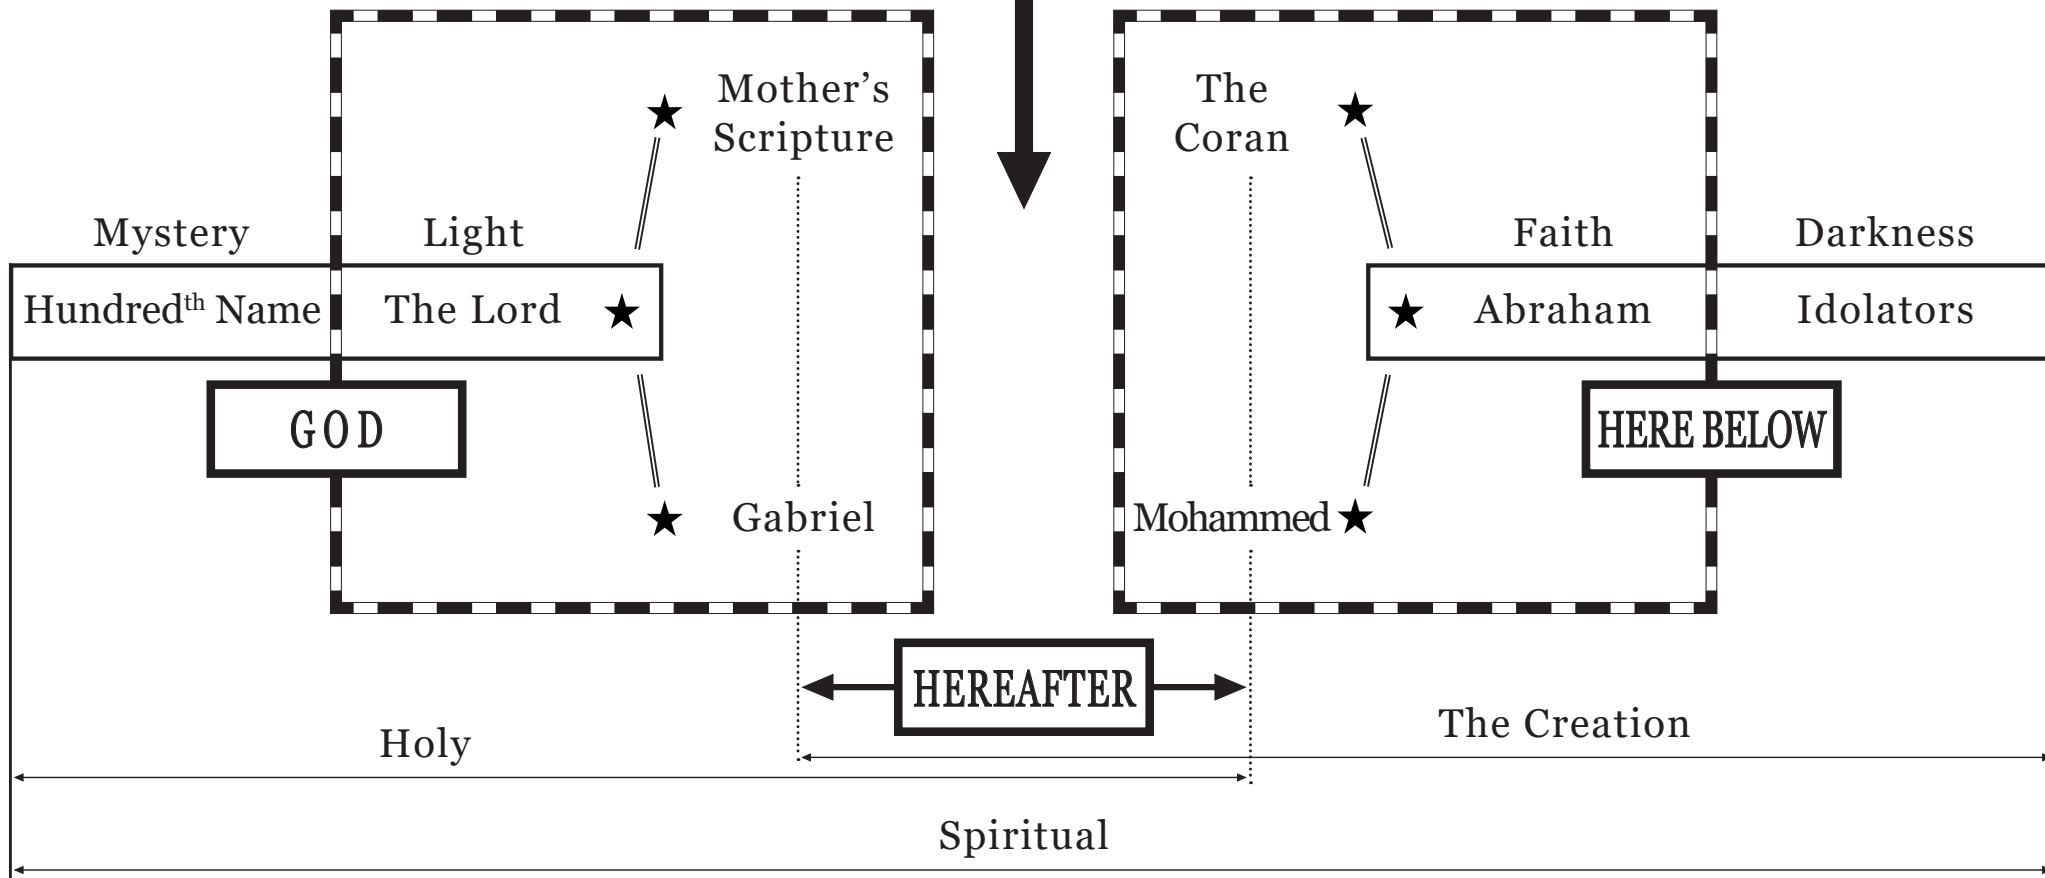 Mother’s
Scripture
The
Coran
Mystery
Light
Faith
Darkness
Hundredth Name
The Lord
Abraham
Idolators
GOD
HERE BELOW
Gabriel
Mohammed
HEREAFTER
The Creation
Holy
Spiritual